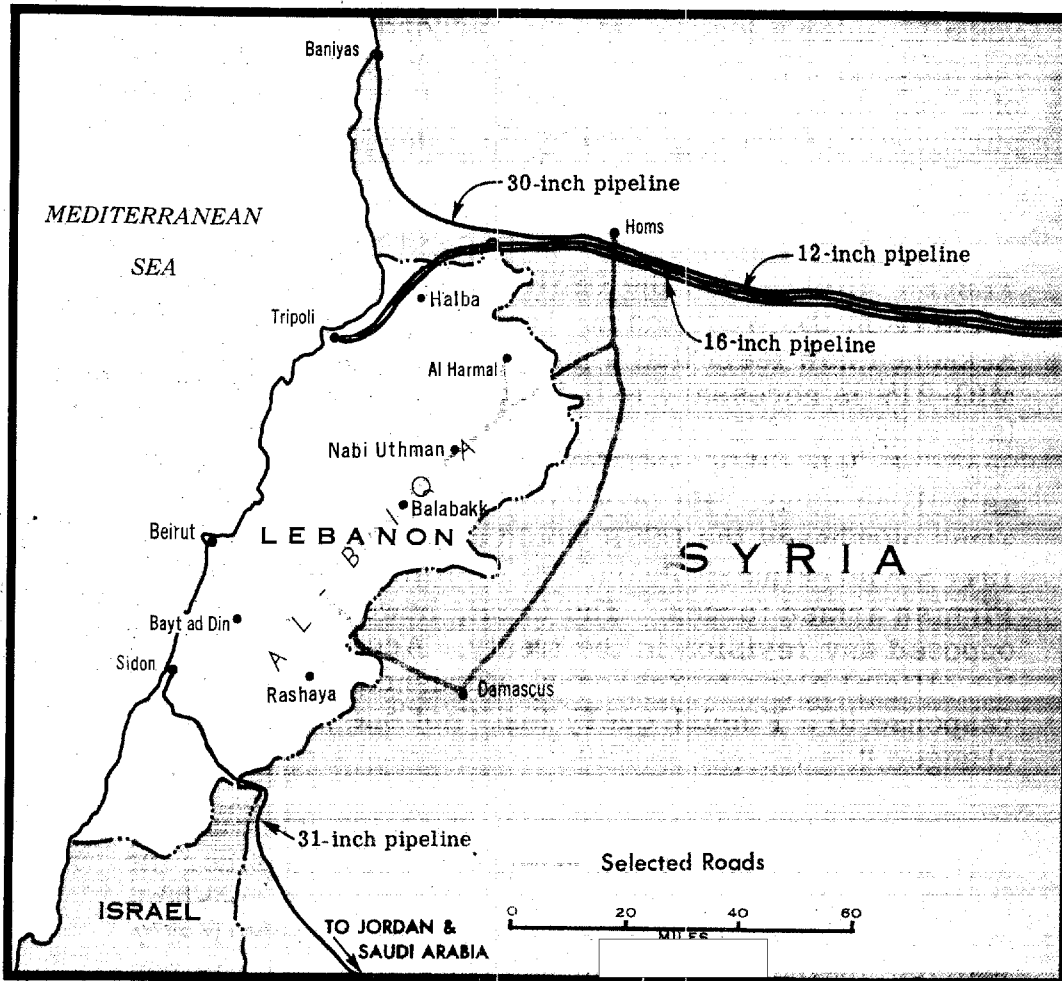 Baniyas
30-inch pipeline
MEDITERRANEAN
SEA
Homs
12-inch pipeline
Halba
Tripoli
16-inch pipeline
Al Harmal
Nabi Uthman
Balabakk
AL BIQA
Beirut
LEBANON
SYRIA
Bayt ad Din
Sidon
Rashaya
Damascus
31-inch pipeline
Selected Roads
ISRAEL
0 20 40 60
MILES
TO JORDAN &
SAUDI ARABIA